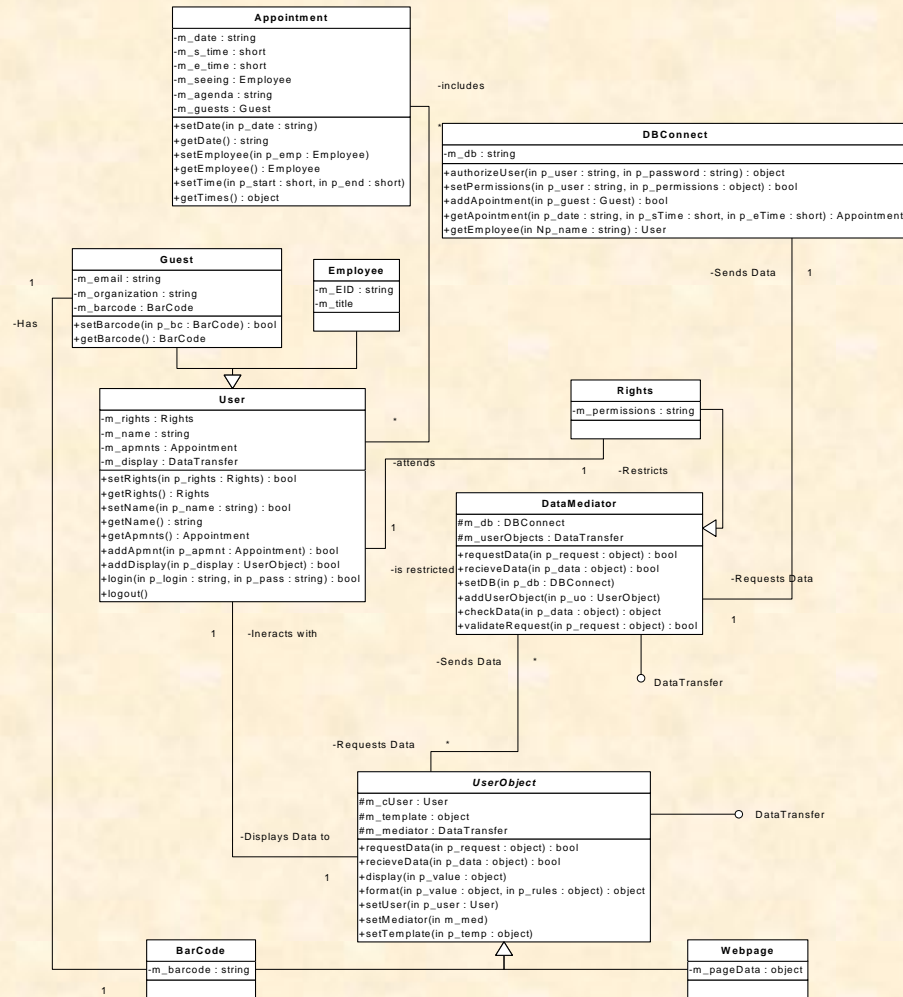 Appointment
-m_date : string
-m_s_time : short
-m_e_time : short
-m_seeing : Employee
-m_agenda : string
-m_guests : Guest
+setDate(in p_date : string)
+getDate() : string
+setEmployee(in p_emp : Employee)
+getEmployee() : Employee
+setTime(in p_start : short, in p_end : short)
+getTimes() : object
-includes
*
DBConnect
-m_db : string
+authorizeUser(in p_user : string, in p_password : string) : object
+setPermissions(in p_user : string, in p_permissions : object) : bool
+addApointment(in p_guest : Guest) : bool
+getApointment(in p_date : string, in p_sTime : short, in p_eTime : short) : Appointment
+getEmployee(in Np_name : string) : User
-Sends Data
1
Guest
-m_email : string
-m_organization : string
-m_barcode : BarCode
+setBarcode(in p_bc : BarCode) : bool
+getBarcode() : BarCode
1
-Has
Employee
-m_EID : string
-m_title
User
-m_rights : Rights
-m_name : string
-m_apmnts : Appointment
-m_display : DataTransfer
+setRights(in p_rights : Rights) : bool
+getRights() : Rights
+setName(in p_name : string) : bool
+getName() : string
+getApmnts() : Appointment
+addApmnt(in p_apmnt : Appointment) : bool
+addDisplay(in p_display : UserObject) : bool
+login(in p_login : string, in p_pass : string) : bool
+logout()
*
-attends
1
-is restricted
Rights
-m_permissions : string
1
-Restricts
DataMediator
#m_db : DBConnect
#m_userObjects : DataTransfer
+requestData(in p_request : object) : bool
+recieveData(in p_data : object) : bool
+setDB(in p_db : DBConnect)
+addUserObject(in p_uo : UserObject)
+checkData(in p_data : object) : object
+validateRequest(in p_request : object) : bool
-Requests Data
1
1
-Ineracts with
-Sends Data
*
DataTransfer
-Requests Data
*
UserObject
#m_cUser : User
#m_template : object
#m_mediator : DataTransfer
+requestData(in p_request : object) : bool
+recieveData(in p_data : object) : bool
+display(in p_value : object)
+format(in p_value : object, in p_rules : object) : object
+setUser(in p_user : User)
+setMediator(in m_med)
+setTemplate(in p_temp : object)
DataTransfer
-Displays Data to
1
BarCode
-m_barcode : string
1
Webpage
-m_pageData : object